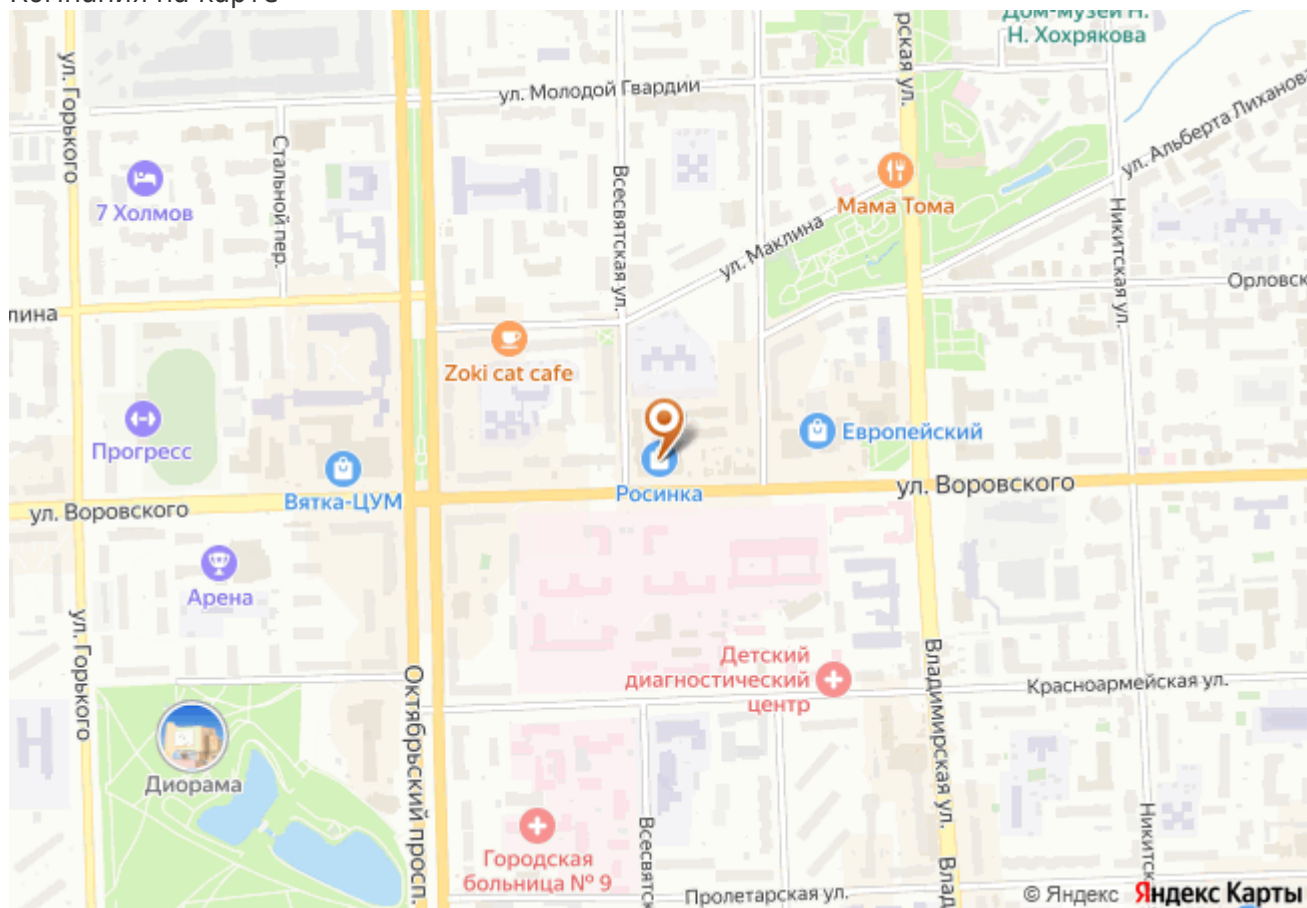 Компания на карте
Дом-музей Н.
Н. Хохрякова
ул. Горького
ул. Молодой Гвардии
рская ул.
ул. Альберта Лиханова
Стальной пер.
Всесвятская ул.
7 Холмов
Мама Тома
ул. Маклина
Никитская ул.
Орловск
лина
Zoki cat cafe
Прогресс
Европейский
Вятка-ЦУМ
Росинка
ул. Воровского
ул. Воровского
Арена
ул. Горького
Октябрьский просп.
Детский
диагностический
центр
Владимирская ул.
Красноармейская ул.
Диорама
Городская
больница № 9
Всесвятск
Никитск
Влад
Пролетарская ул.
© Яндекс Яндекс Карты